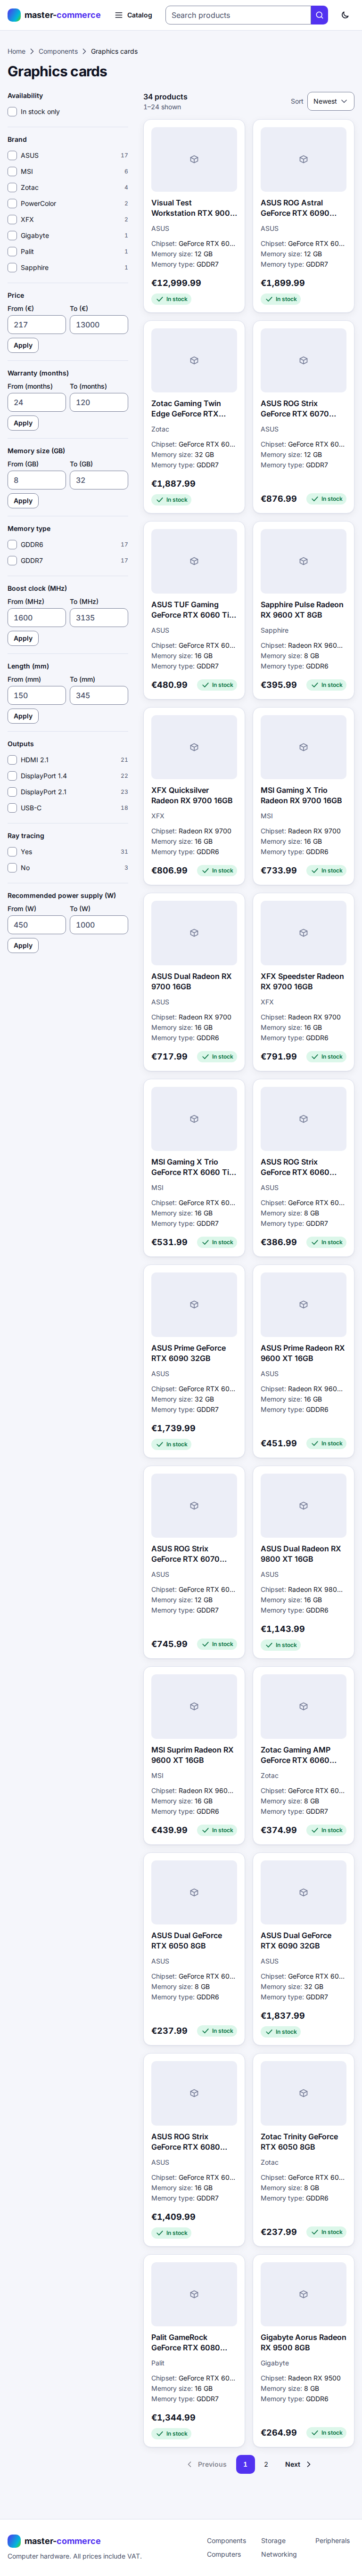 master-commerce
Catalog
Search products
Home > Components > Graphics cards
Graphics cards
Availability
In stock only
Brand
ASUS 17
MSI 6
Zotac 4
PowerColor 2
XFX 2
Gigabyte 1
Palit 1
Sapphire 1
Price
From (€) To (€)
217 13000
Apply
Warranty (months)
From (months) To (months)
24 120
Apply
Memory size (GB)
From (GB) To (GB)
8 32
Apply
Memory type
GDDR6 17
GDDR7 17
Boost clock (MHz)
From (MHz) To (MHz)
1600 3135
Apply
Length (mm)
From (mm) To (mm)
150 345
Apply
Outputs
HDMI 2.1 21
DisplayPort 1.4 22
DisplayPort 2.1 23
USB-C 18
Ray tracing
Yes 31
No 3
Recommended power supply (W)
From (W) To (W)
450 1000
Apply
34 products
1–24 shown
Sort
Newest
Visual Test
Workstation RTX 900...
ASUS
Chipset: GeForce RTX 60...
Memory size: 12 GB
Memory type: GDDR7
€12,999.99
In stock
ASUS ROG Astral
GeForce RTX 6090...
ASUS
Chipset: GeForce RTX 60...
Memory size: 12 GB
Memory type: GDDR7
€1,899.99
In stock
Zotac Gaming Twin
Edge GeForce RTX...
Zotac
Chipset: GeForce RTX 60...
Memory size: 32 GB
Memory type: GDDR7
€1,887.99
In stock
ASUS ROG Strix
GeForce RTX 6070...
ASUS
Chipset: GeForce RTX 60...
Memory size: 12 GB
Memory type: GDDR7
€876.99
In stock
ASUS TUF Gaming
GeForce RTX 6060 Ti...
ASUS
Chipset: GeForce RTX 60...
Memory size: 16 GB
Memory type: GDDR7
€480.99
In stock
Sapphire Pulse Radeon
RX 9600 XT 8GB
Sapphire
Chipset: Radeon RX 960...
Memory size: 8 GB
Memory type: GDDR6
€395.99
In stock
XFX Quicksilver
Radeon RX 9700 16GB
XFX
Chipset: Radeon RX 9700
Memory size: 16 GB
Memory type: GDDR6
€806.99
In stock
MSI Gaming X Trio
Radeon RX 9700 16GB
MSI
Chipset: Radeon RX 9700
Memory size: 16 GB
Memory type: GDDR6
€733.99
In stock
ASUS Dual Radeon RX
9700 16GB
ASUS
Chipset: Radeon RX 9700
Memory size: 16 GB
Memory type: GDDR6
€717.99
In stock
XFX Speedster Radeon
RX 9700 16GB
XFX
Chipset: Radeon RX 9700
Memory size: 16 GB
Memory type: GDDR6
€791.99
In stock
MSI Gaming X Trio
GeForce RTX 6060 Ti...
MSI
Chipset: GeForce RTX 60...
Memory size: 16 GB
Memory type: GDDR7
€531.99
In stock
ASUS ROG Strix
GeForce RTX 6060...
ASUS
Chipset: GeForce RTX 60...
Memory size: 8 GB
Memory type: GDDR7
€386.99
In stock
ASUS Prime GeForce
RTX 6090 32GB
ASUS
Chipset: GeForce RTX 60...
Memory size: 32 GB
Memory type: GDDR7
€1,739.99
In stock
ASUS Prime Radeon RX
9600 XT 16GB
ASUS
Chipset: Radeon RX 960...
Memory size: 16 GB
Memory type: GDDR6
€451.99
In stock
ASUS ROG Strix
GeForce RTX 6070...
ASUS
Chipset: GeForce RTX 60...
Memory size: 12 GB
Memory type: GDDR7
€745.99
In stock
ASUS Dual Radeon RX
9800 XT 16GB
ASUS
Chipset: Radeon RX 980...
Memory size: 16 GB
Memory type: GDDR6
€1,143.99
In stock
MSI Suprim Radeon RX
9600 XT 16GB
MSI
Chipset: Radeon RX 960...
Memory size: 16 GB
Memory type: GDDR6
€439.99
In stock
Zotac Gaming AMP
GeForce RTX 6060...
Zotac
Chipset: GeForce RTX 60...
Memory size: 8 GB
Memory type: GDDR7
€374.99
In stock
ASUS Dual GeForce
RTX 6050 8GB
ASUS
Chipset: GeForce RTX 60...
Memory size: 8 GB
Memory type: GDDR6
€237.99
In stock
ASUS Dual GeForce
RTX 6090 32GB
ASUS
Chipset: GeForce RTX 60...
Memory size: 32 GB
Memory type: GDDR7
€1,837.99
In stock
ASUS ROG Strix
GeForce RTX 6080...
ASUS
Chipset: GeForce RTX 60...
Memory size: 16 GB
Memory type: GDDR7
€1,409.99
In stock
Zotac Trinity GeForce
RTX 6050 8GB
Zotac
Chipset: GeForce RTX 60...
Memory size: 8 GB
Memory type: GDDR6
€237.99
In stock
Palit GameRock
GeForce RTX 6080...
Palit
Chipset: GeForce RTX 60...
Memory size: 16 GB
Memory type: GDDR7
€1,344.99
In stock
Gigabyte Aorus Radeon
RX 9500 8GB
Gigabyte
Chipset: Radeon RX 9500
Memory size: 8 GB
Memory type: GDDR6
€264.99
In stock
Previous 1 2 Next
master-commerce
Computer hardware. All prices include VAT.
Components Storage Peripherals
Computers Networking